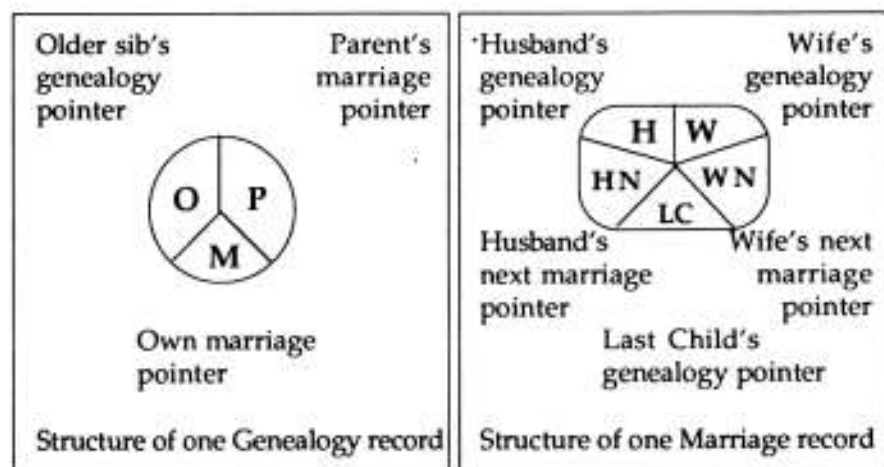 Older sib's
genealogy
pointer
Parent's
marriage
pointer
O
P
M
Own marriage
pointer
Structure of one Genealogy record
Husband's
genealogy
pointer
Wife's
genealogy
pointer
H
W
HN
WN
LC
Husband's
next marriage
pointer
Wife's next
marriage
pointer
Last Child's
genealogy pointer
Structure of one Marriage record